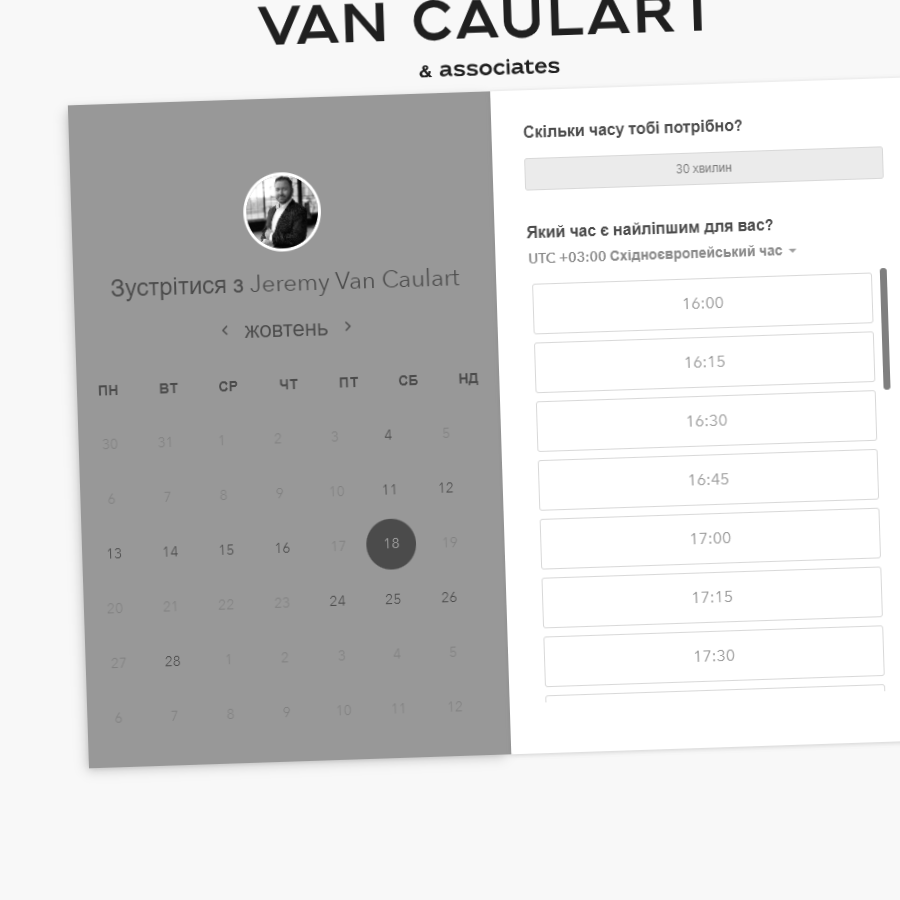 VAN CAULART
& associates
Зустрітися з Jeremy Van Caulart
‹ жовтень ›
ПН ВТ СР ЧТ ПТ СБ НД
30 31 1 2 3 4 5
6 7 8 9 10 11 12
13 14 15 16 17 18 19
20 21 22 23 24 25 26
27 28 1 2 3 4 5
6 7 8 9 10 11 12
Скільки часу тобі потрібно?
30 хвилин
Який час є найліпшим для вас?
UTC +03:00 Східноєвропейський час
16:00
16:15
16:30
16:45
17:00
17:15
17:30